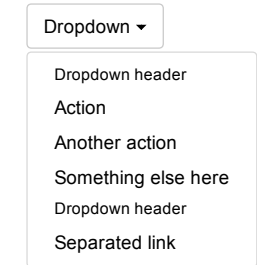 Dropdown
Dropdown header
Action
Another action
Something else here
Dropdown header
Separated link